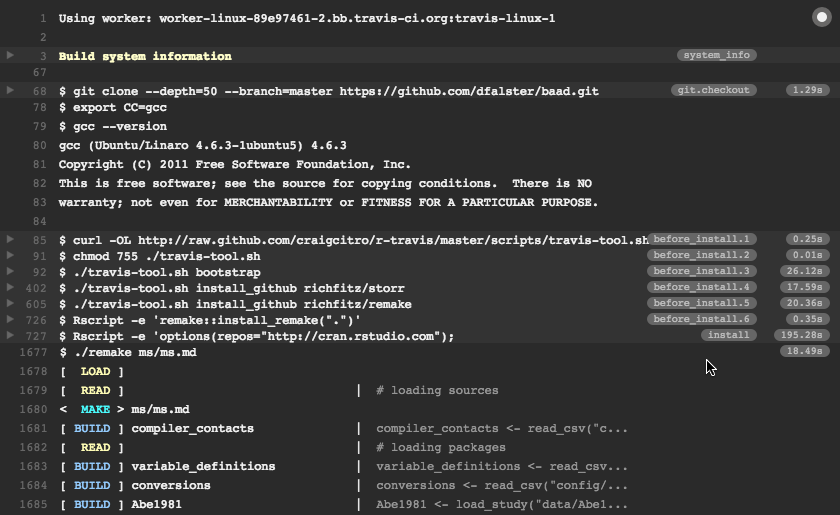 1 Using worker: worker-linux-89e97461-2.bb.travis-ci.org:travis-linux-1
2
3 Build system information system_info
67
68 $ git clone --depth=50 --branch=master https://github.com/dfalster/baad.git git.checkout 1.29s
78 $ export CC=gcc
79 $ gcc --version
80 gcc (Ubuntu/Linaro 4.6.3-1ubuntu5) 4.6.3
81 Copyright (C) 2011 Free Software Foundation, Inc.
82 This is free software; see the source for copying conditions.  There is NO
83 warranty; not even for MERCHANTABILITY or FITNESS FOR A PARTICULAR PURPOSE.
84
85 $ curl -OL http://raw.github.com/craigcitro/r-travis/master/scripts/travis-tool.sh before_install.1 0.25s
91 $ chmod 755 ./travis-tool.sh before_install.2 0.01s
92 $ ./travis-tool.sh bootstrap before_install.3 26.12s
402 $ ./travis-tool.sh install_github richfitz/storr before_install.4 17.59s
605 $ ./travis-tool.sh install_github richfitz/remake before_install.5 20.36s
726 $ Rscript -e 'remake::install_remake(".")' before_install.6 0.35s
727 $ Rscript -e 'options(repos="http://cran.rstudio.com"); install 195.28s
1677 $ ./remake ms/ms.md 18.49s
1678 [  LOAD ]
1679 [  READ ] | # loading sources
1680 <  MAKE > ms/ms.md
1681 [ BUILD ] compiler_contacts | compiler_contacts <- read_csv("c...
1682 [  READ ] | # loading packages
1683 [ BUILD ] variable_definitions | variable_definitions <- read_csv...
1684 [ BUILD ] conversions | conversions <- read_csv("config/...
1685 [ BUILD ] Abe1981 | Abe1981 <- load_study("data/Abe1...